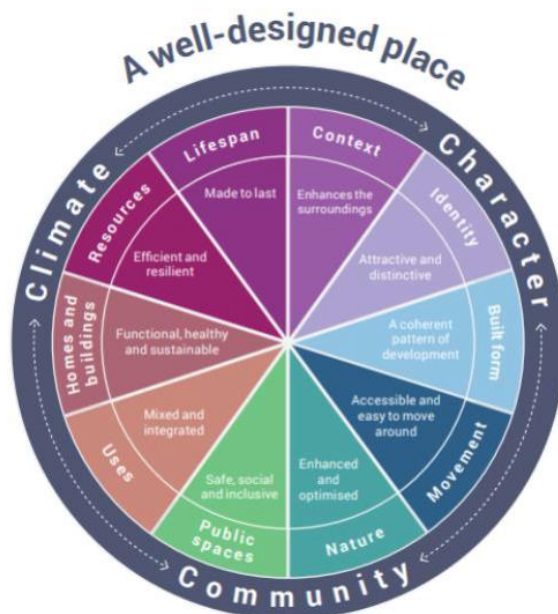 A well-designed place
Climate
Character
Community
Context
Enhances the
surroundings
Identity
Attractive and
distinctive
Built form
A coherent
pattern of
development
Movement
Accessible and
easy to move
around
Nature
Enhanced
and
optimised
Public
spaces
Safe, social
and inclusive
Uses
Mixed and
integrated
Homes and
buildings
Functional, healthy
and sustainable
Resources
Efficient and
resilient
Lifespan
Made to last